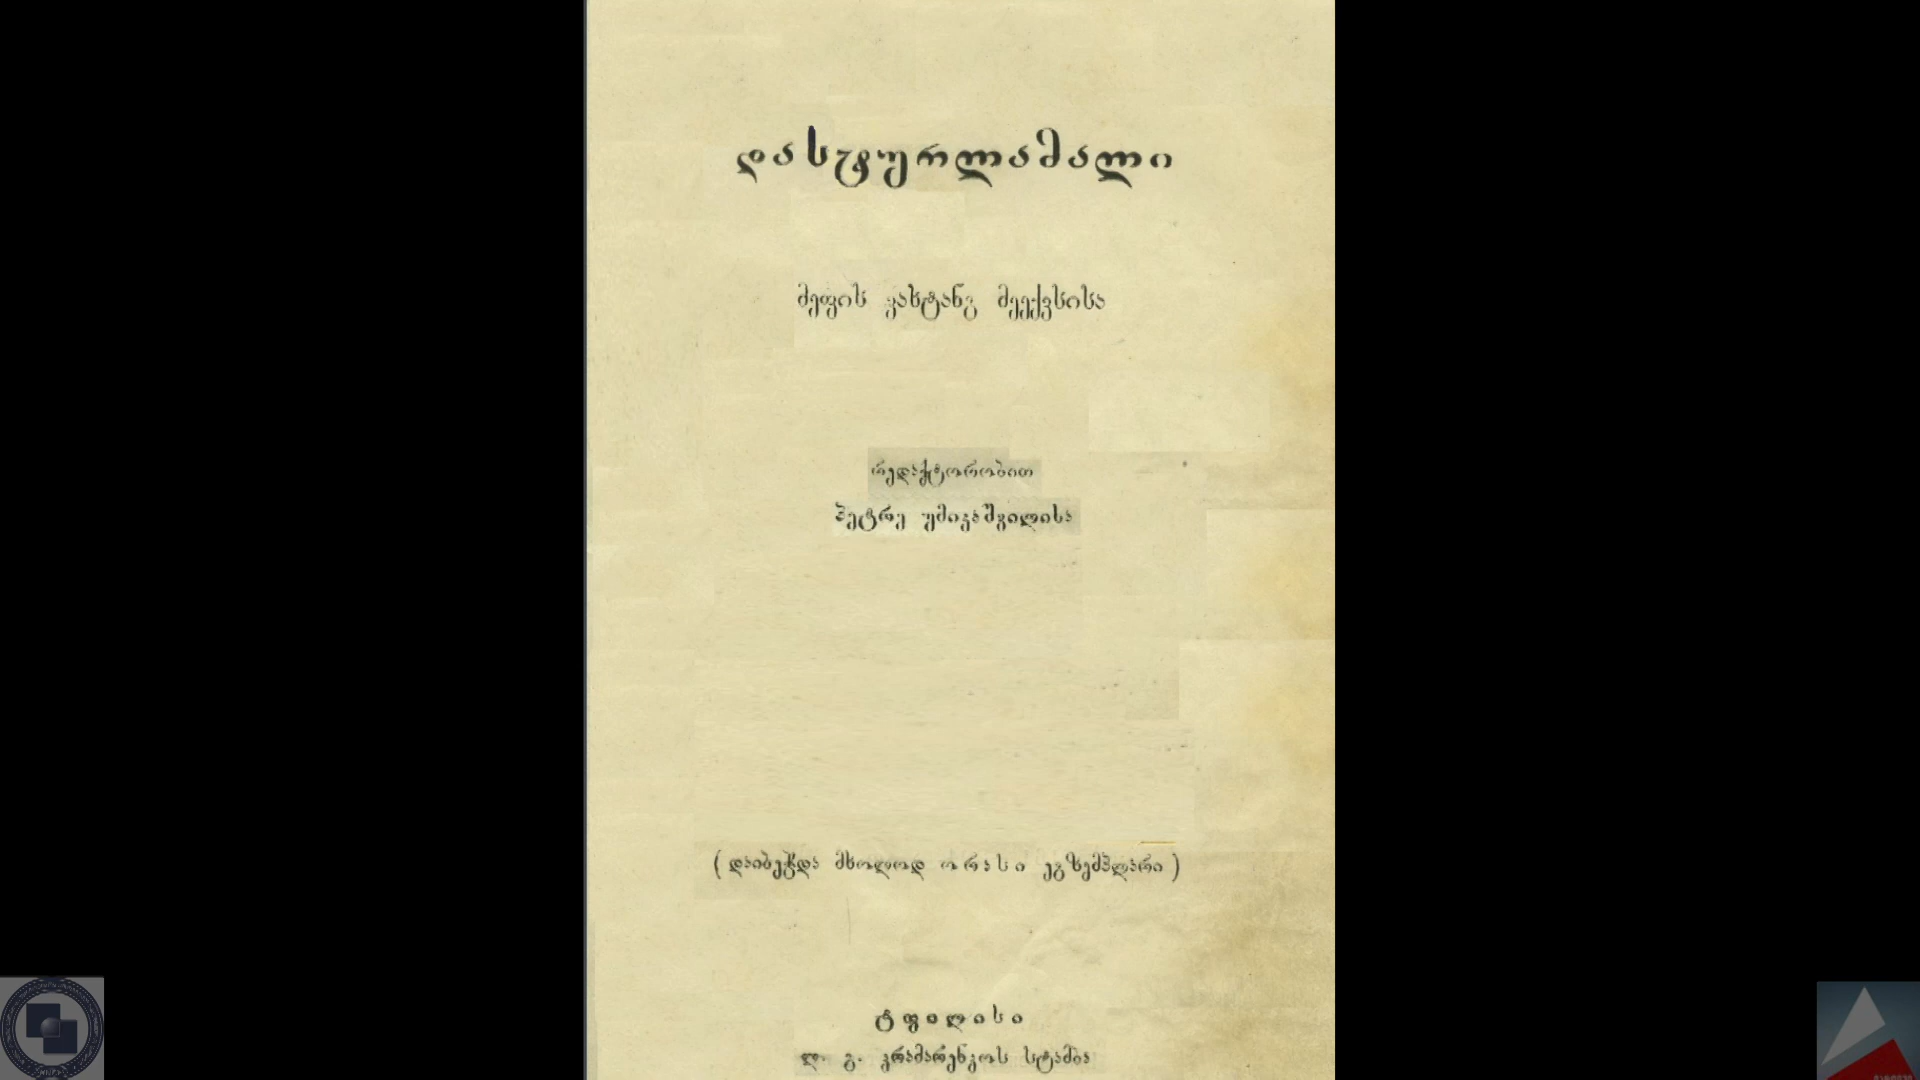 დასტურლამალი
მეფის ვახტანგ მეექვსისა
რედაქტორობით
პეტრე უმიკაშვილისა
(დაიბეჭდა მხოლოდ ორასი ეგზემპლარი)
ტფილისი
ლ. გ. კრამარენკოს სტამბა